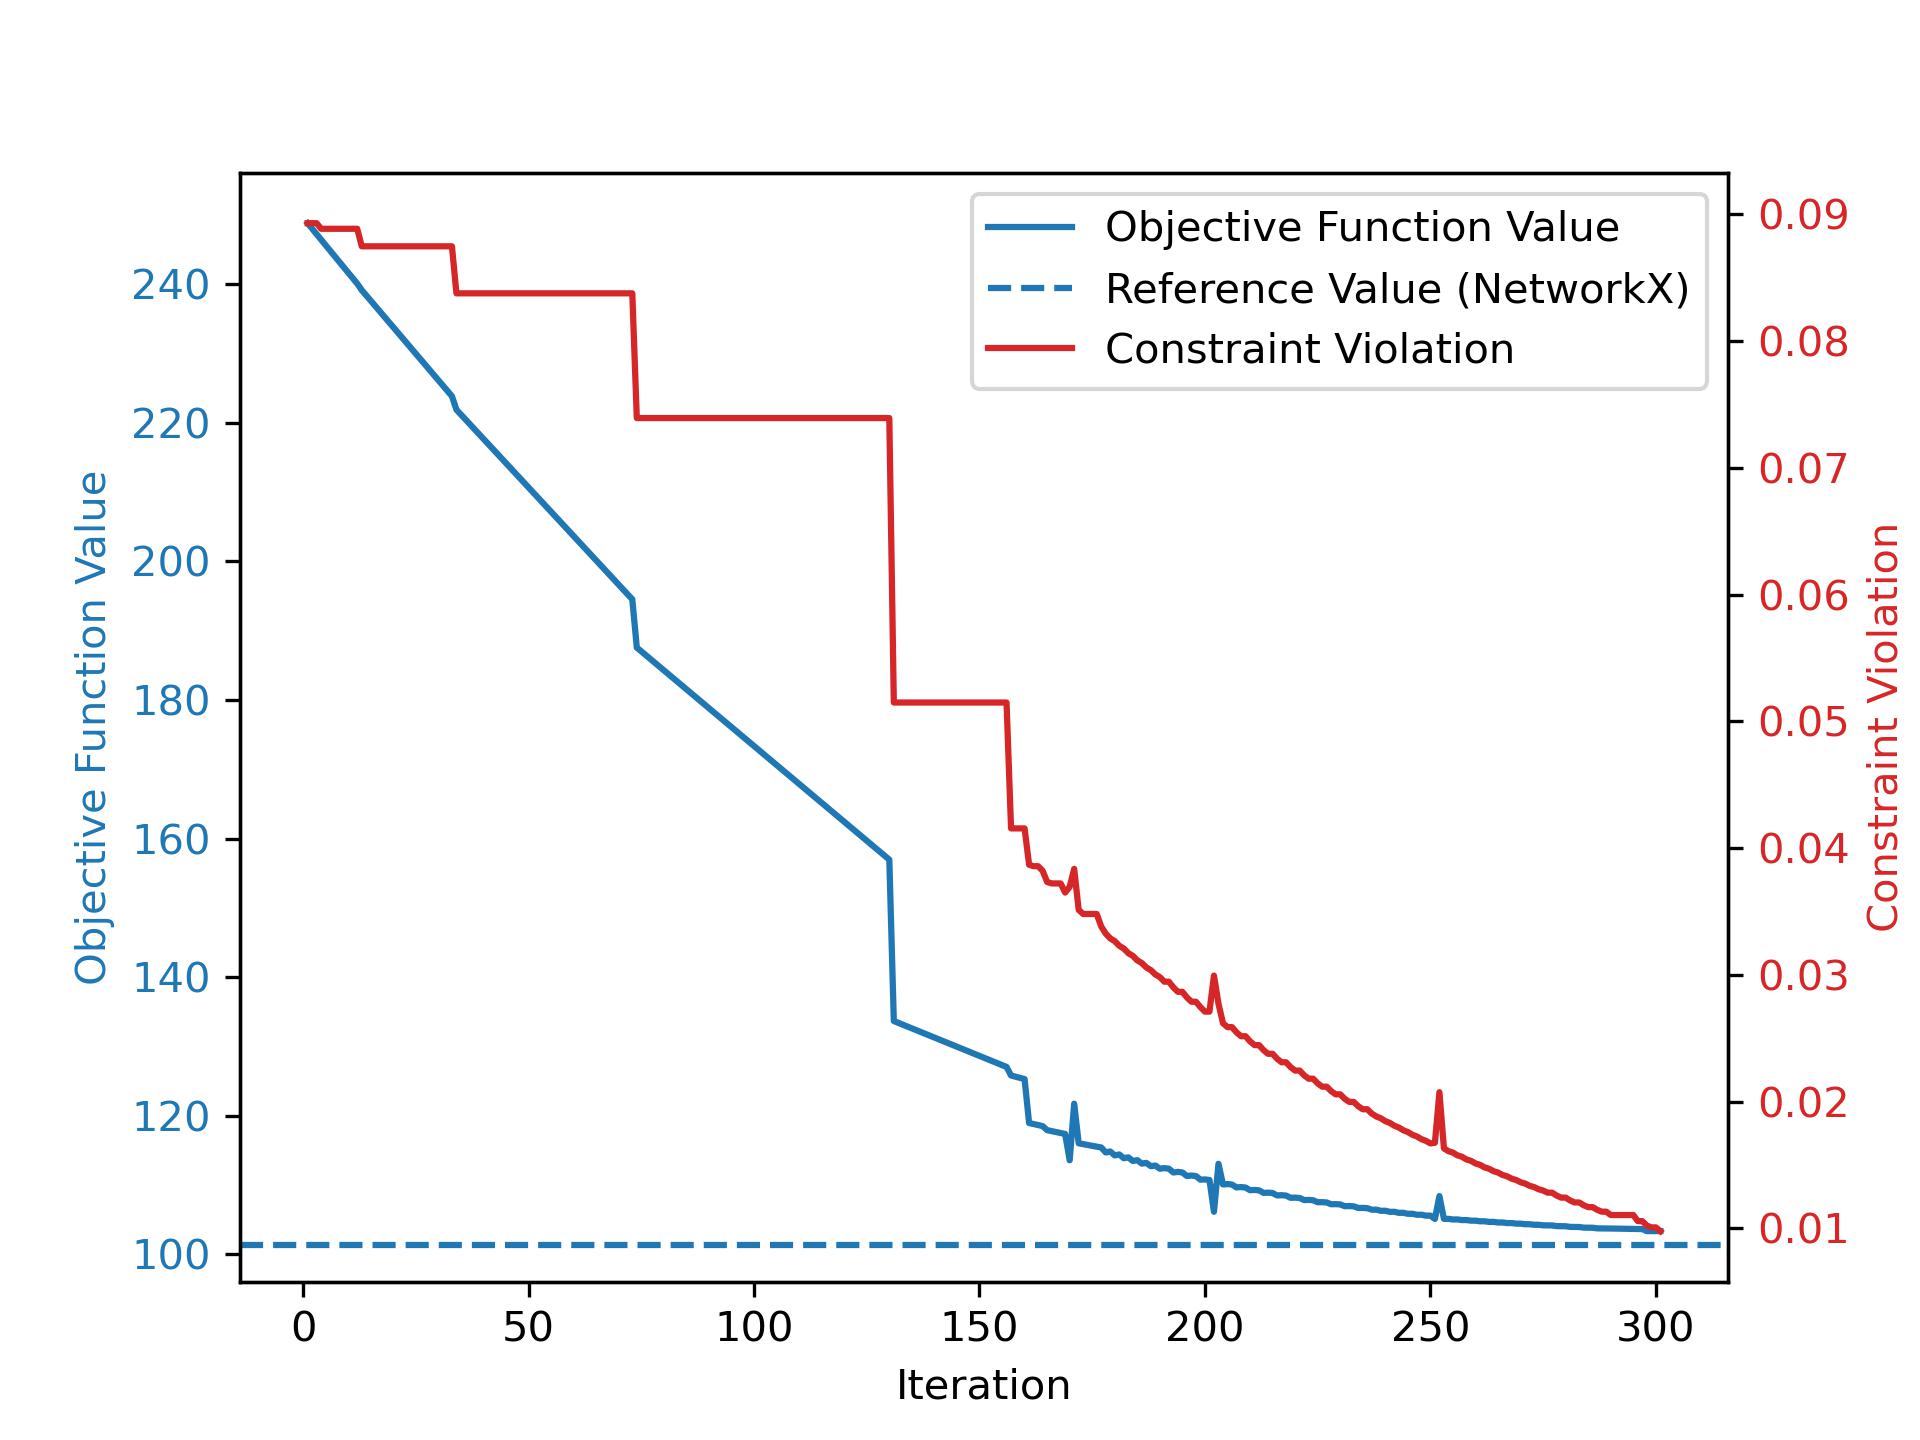 Objective Function Value
Reference Value (NetworkX)
Constraint Violation
240
220
200
180
160
140
120
100
Objective Function Value
0.09
0.08
0.07
0.06
0.05
0.04
0.03
0.02
0.01
Constraint Violation
0 50 100 150 200 250 300
Iteration